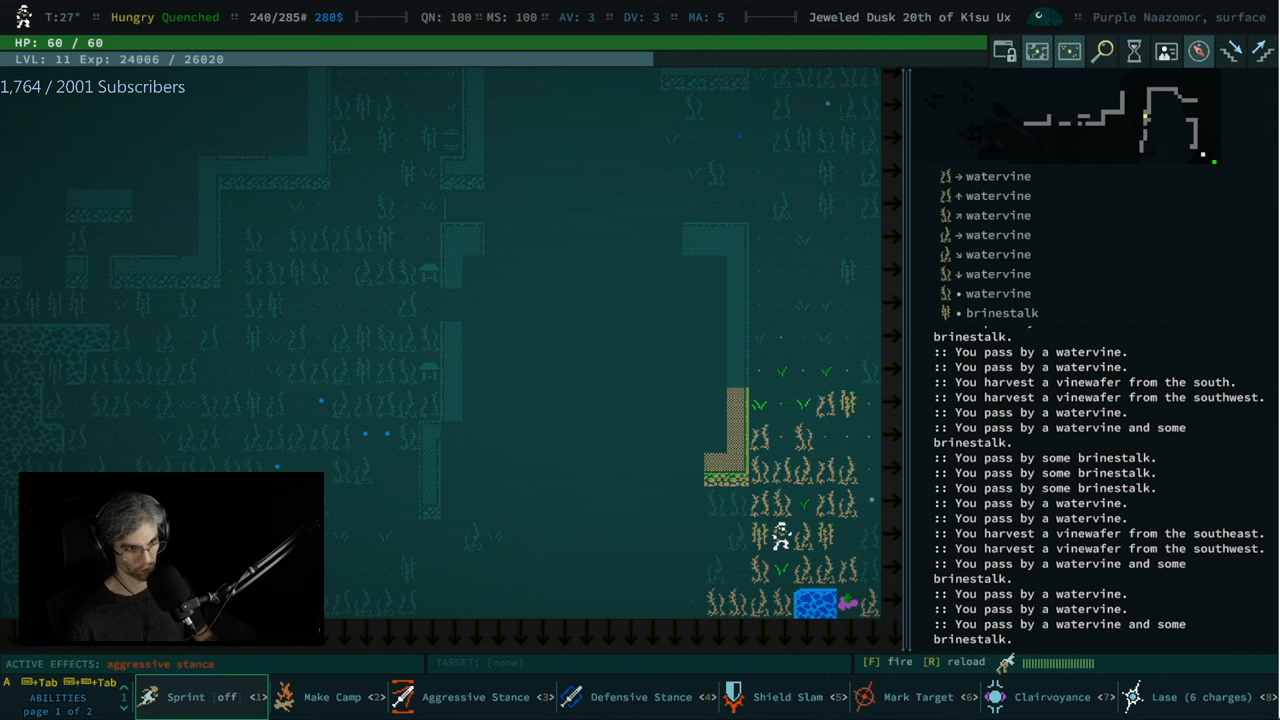 T:27° Hungry Quenched :: 240/285# 280$ QN: 100 :: MS: 100 :: AV: 3 :: DV: 3 :: MA: 5 Jeweled Dusk 20th of Kisu Ux :: Purple Naazomor, surface
HP: 60 / 60
LVL: 11 Exp: 24006 / 26020
1,764 / 2001 Subscribers
→ watervine
↑ watervine
↗ watervine
→ watervine
↘ watervine
↓ watervine
• watervine
• brinestalk
brinestalk.
:: You pass by a watervine.
:: You pass by a watervine.
:: You harvest a vinewafer from the south.
:: You harvest a vinewafer from the southwest.
:: You pass by a watervine.
:: You pass by a watervine and some
brinestalk.
:: You pass by some brinestalk.
:: You pass by some brinestalk.
:: You pass by some brinestalk.
:: You pass by a watervine.
:: You pass by a watervine.
:: You harvest a vinewafer from the southeast.
:: You harvest a vinewafer from the southwest.
:: You pass by a watervine and some
brinestalk.
:: You pass by a watervine.
:: You pass by a watervine.
:: You pass by a watervine and some
brinestalk.
ACTIVE EFFECTS: aggressive stance
TARGET: [none]
[F] fire [R] reload
A +Tab +Tab
ABILITIES
page 1 of 2
Sprint [off] <1> Make Camp <2> Aggressive Stance <3> Defensive Stance <4> Shield Slam <5> Mark Target <6> Clairvoyance <7> Lase (6 charges) <8>